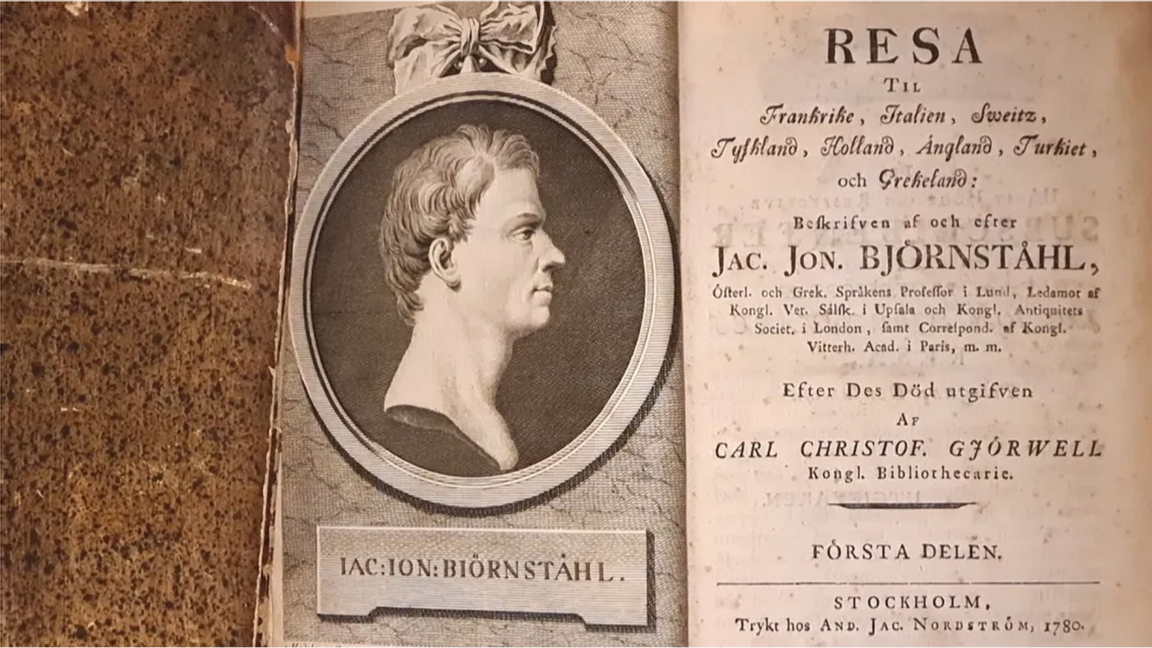 IAC:ION:BIÖRNSTÅHL.
RESA
TIL
Frankrike, Italien, Sweitz,
Tyſkland, Holland, Ångland, Turkiet,
och Grekeland:
Beſkrifven af och efter
JAC. JON. BJÖRNSTÅHL,
Öſterl. och Grek. Språkens Profeſſor i Lund, Ledamot af
Kongl. Vet. Sålſk. i Upſala och Kongl. Antiquitets
Societ. i London, ſamt Correſpond. af Kongl.
Vitterh. Acad. i Paris, m. m.
Efter Des Död utgifven
AF
CARL CHRISTOF. GJÖRWELL
Kongl. Bibliothecarie.
FÖRSTA DELEN.
STOCKHOLM,
Trykt hos AND. JAC. NORDSTRÖM, 1780.